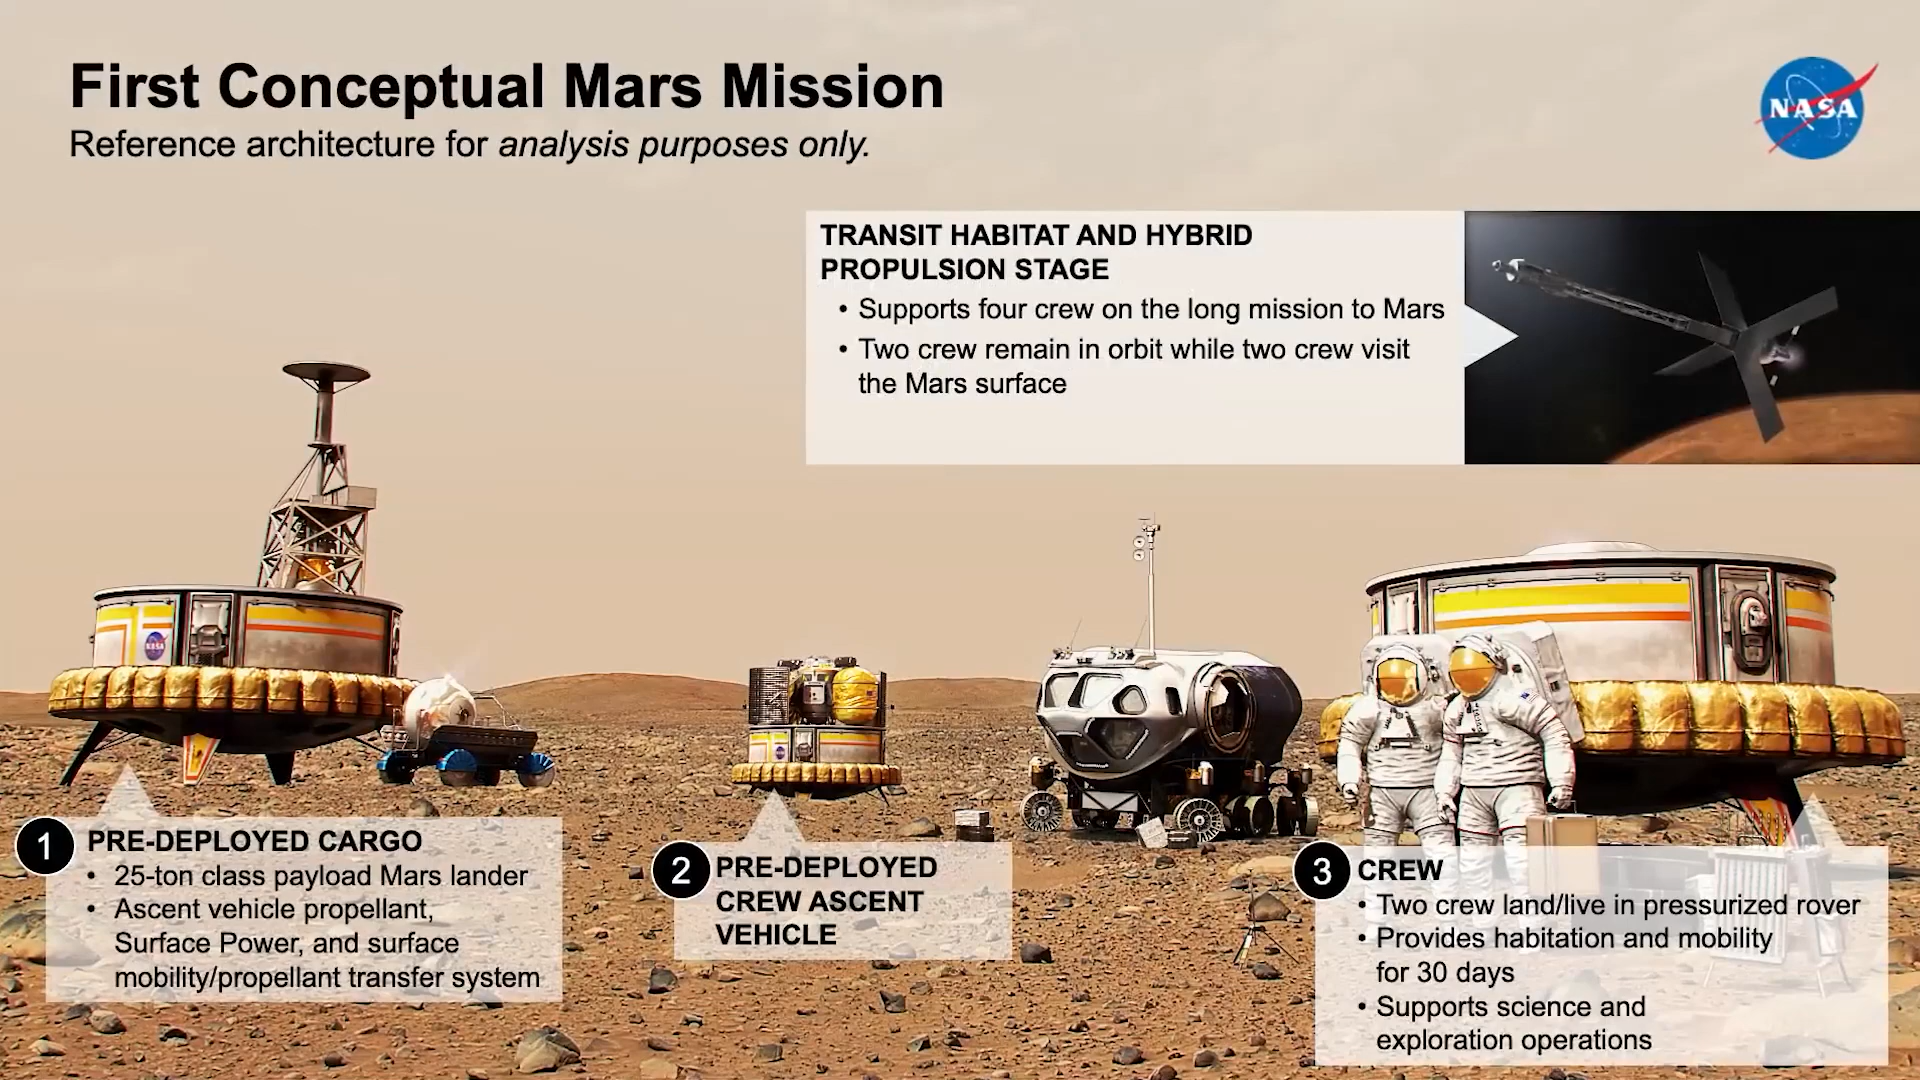 First Conceptual Mars Mission
Reference architecture for analysis purposes only.
NASA
TRANSIT HABITAT AND HYBRID
PROPULSION STAGE
• Supports four crew on the long mission to Mars
• Two crew remain in orbit while two crew visit
the Mars surface
NASA
1 PRE-DEPLOYED CARGO
• 25-ton class payload Mars lander
• Ascent vehicle propellant,
Surface Power, and surface
mobility/propellant transfer system
2 PRE-DEPLOYED
CREW ASCENT
VEHICLE
3 CREW
• Two crew land/live in pressurized rover
• Provides habitation and mobility
for 30 days
• Supports science and
exploration operations